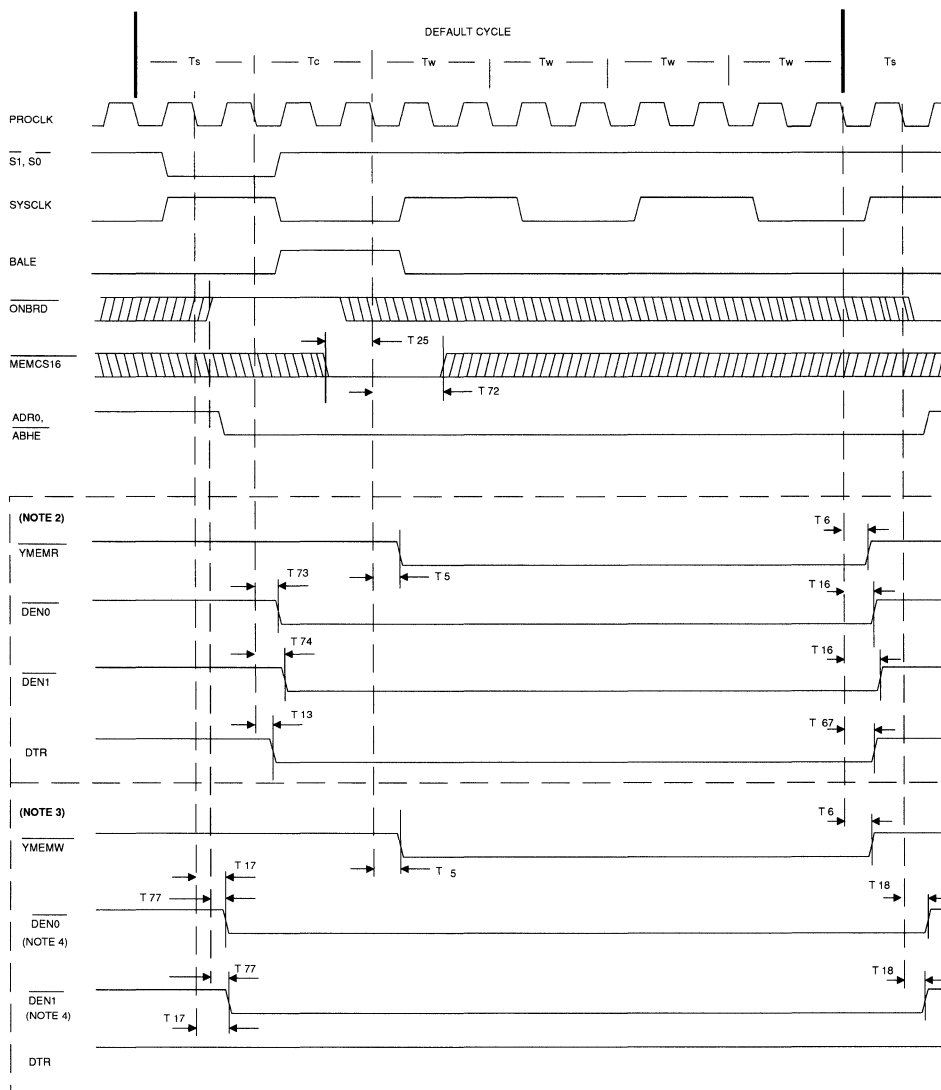 DEFAULT CYCLE
Ts Tc Tw Tw Tw Tw Ts
PROCLK
S1, S0
SYSCLK
BALE
ONBRD
T 25
MEMCS16
T 72
ADR0,
ABHE
(NOTE 2)
T 6
YMEMR
T 73
T 5
T 16
DEN0
T 74
T 16
DEN1
T 13
T 67
DTR
(NOTE 3)
T 6
YMEMW
T 17
T 5
T 77
T 18
DEN0
(NOTE 4)
T 77
T 18
DEN1
(NOTE 4)
T 17
DTR